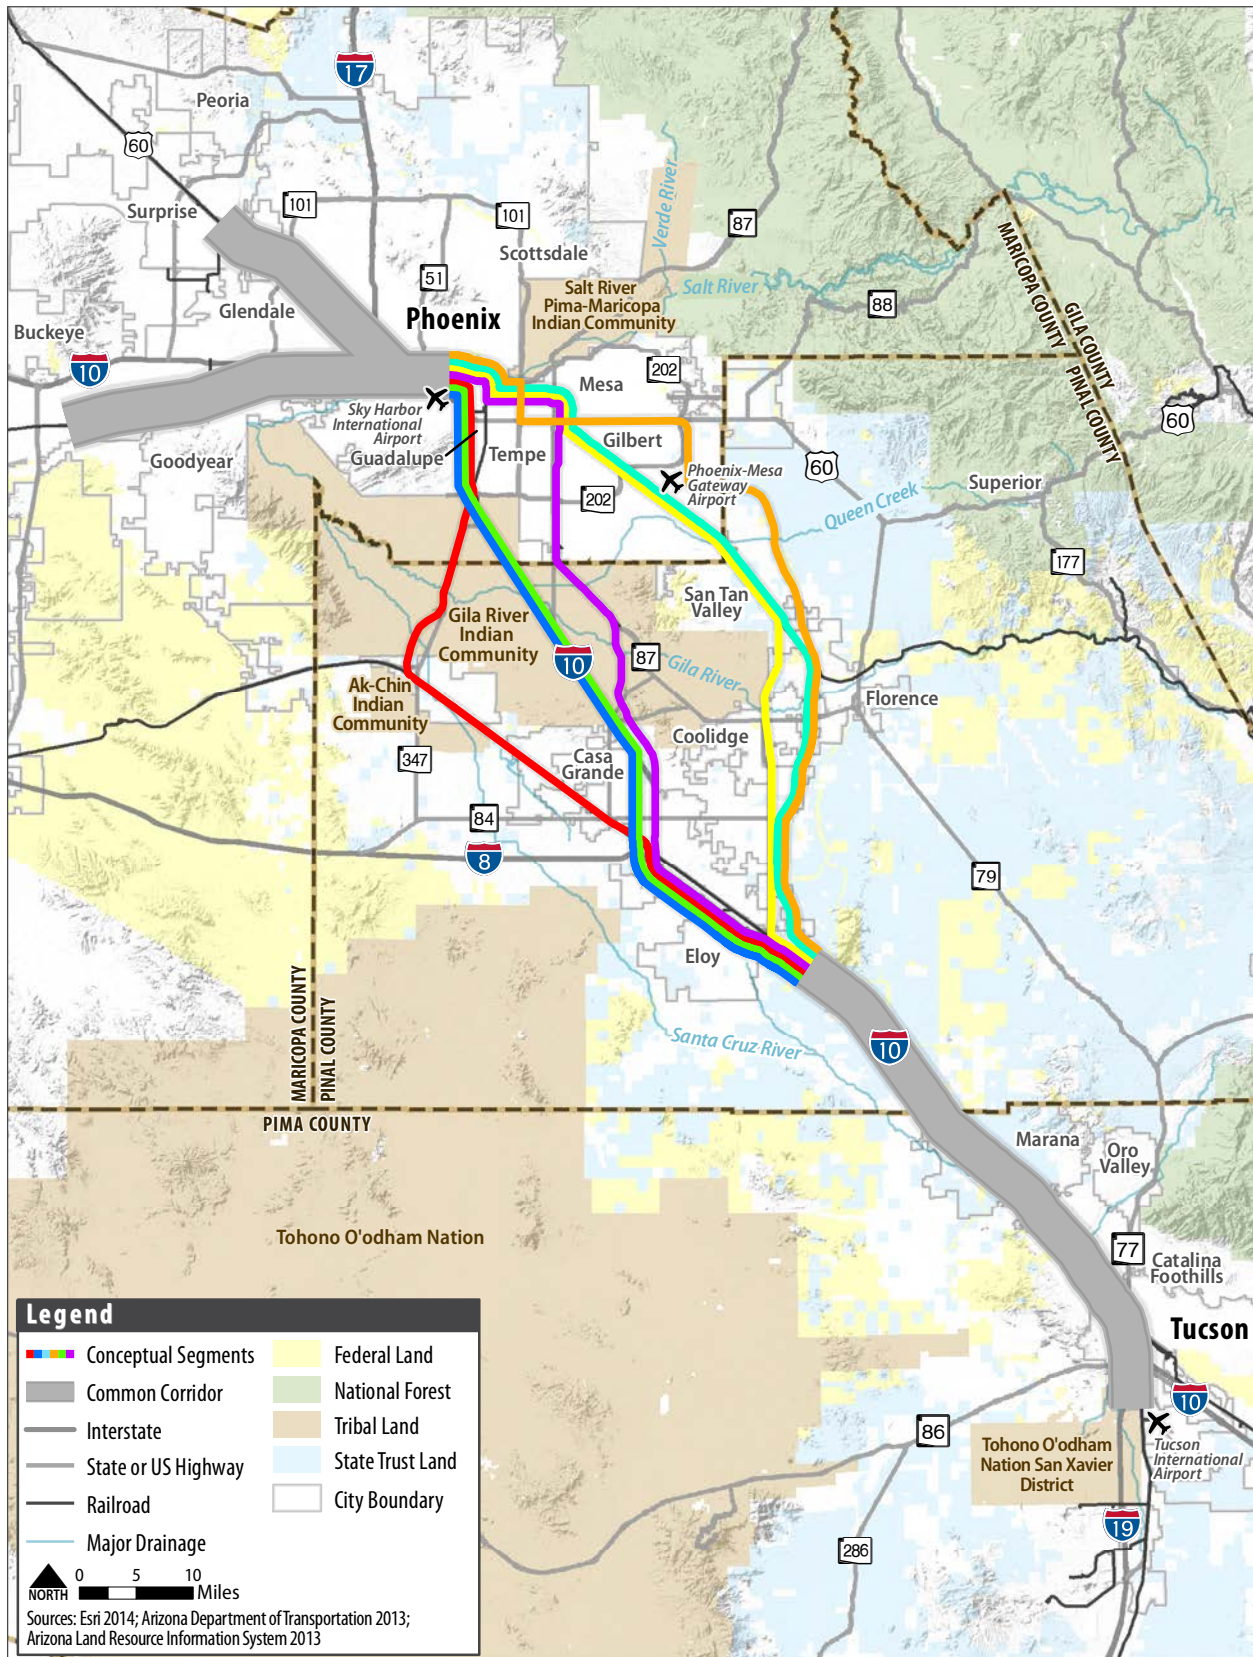 17
Peoria
60
Surprise
101
101
Scottsdale
Verde River
87
MARICOPA COUNTY
GILA COUNTY
PINAL COUNTY
51
Salt River
Pima-Maricopa
Indian Community
Salt River
88
Glendale
Phoenix
Buckeye
10
202
Mesa
60
Sky Harbor
International
Airport
Goodyear
Guadalupe
Tempe
Gilbert
Phoenix-Mesa
Gateway
Airport
60
Superior
202
Queen Creek
177
San Tan
Valley
Gila River
Indian
Community
10
87
Gila River
Ak-Chin
Indian
Community
Florence
Coolidge
347
Casa
Grande
84
8
79
Eloy
MARICOPA COUNTY
PINAL COUNTY
Santa Cruz River
10
PIMA COUNTY
Marana
Oro
Valley
Tohono O'odham Nation
77
Catalina
Foothills
Tucson
10
86
Tohono O'odham
Nation San Xavier
District
Tucson
International
Airport
19
286
Legend
Conceptual Segments
Common Corridor
Interstate
State or US Highway
Railroad
Major Drainage
Federal Land
National Forest
Tribal Land
State Trust Land
City Boundary
NORTH
0 5 10
Miles
Sources: Esri 2014; Arizona Department of Transportation 2013;
Arizona Land Resource Information System 2013